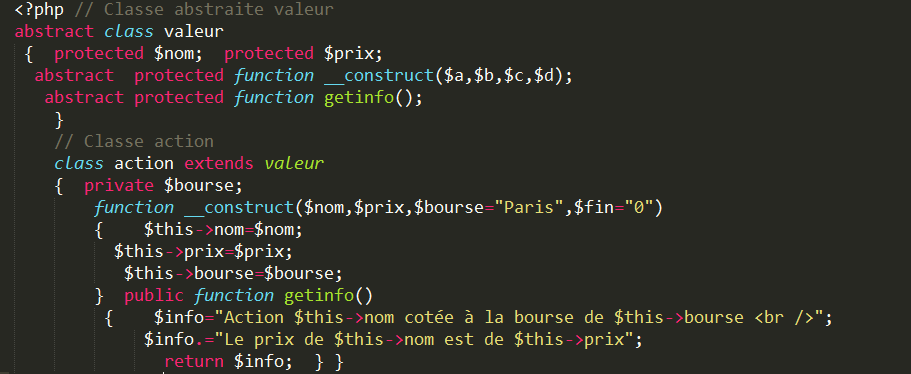 <?php // Classe abstraite valeur
abstract class valeur
{ protected $nom; protected $prix;
abstract protected function __construct($a,$b,$c,$d);
abstract protected function getinfo();
}
// Classe action
class action extends valeur
{ private $bourse;
function __construct($nom,$prix,$bourse="Paris",$fin="0")
{ $this->nom=$nom;
$this->prix=$prix;
$this->bourse=$bourse;
} public function getinfo()
{ $info="Action $this->nom cotée à la bourse de $this->bourse <br />";
$info.="Le prix de $this->nom est de $this->prix";
return $info; } }